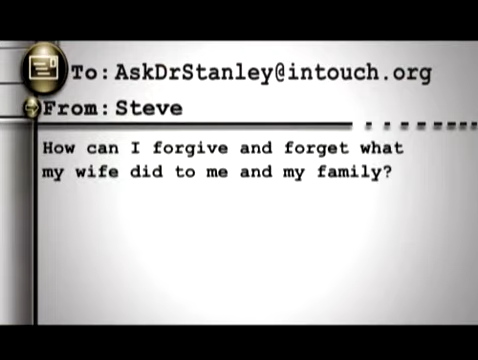 To: AskDrStanley@intouch.org
From: Steve
How can I forgive and forget what
my wife did to me and my family?